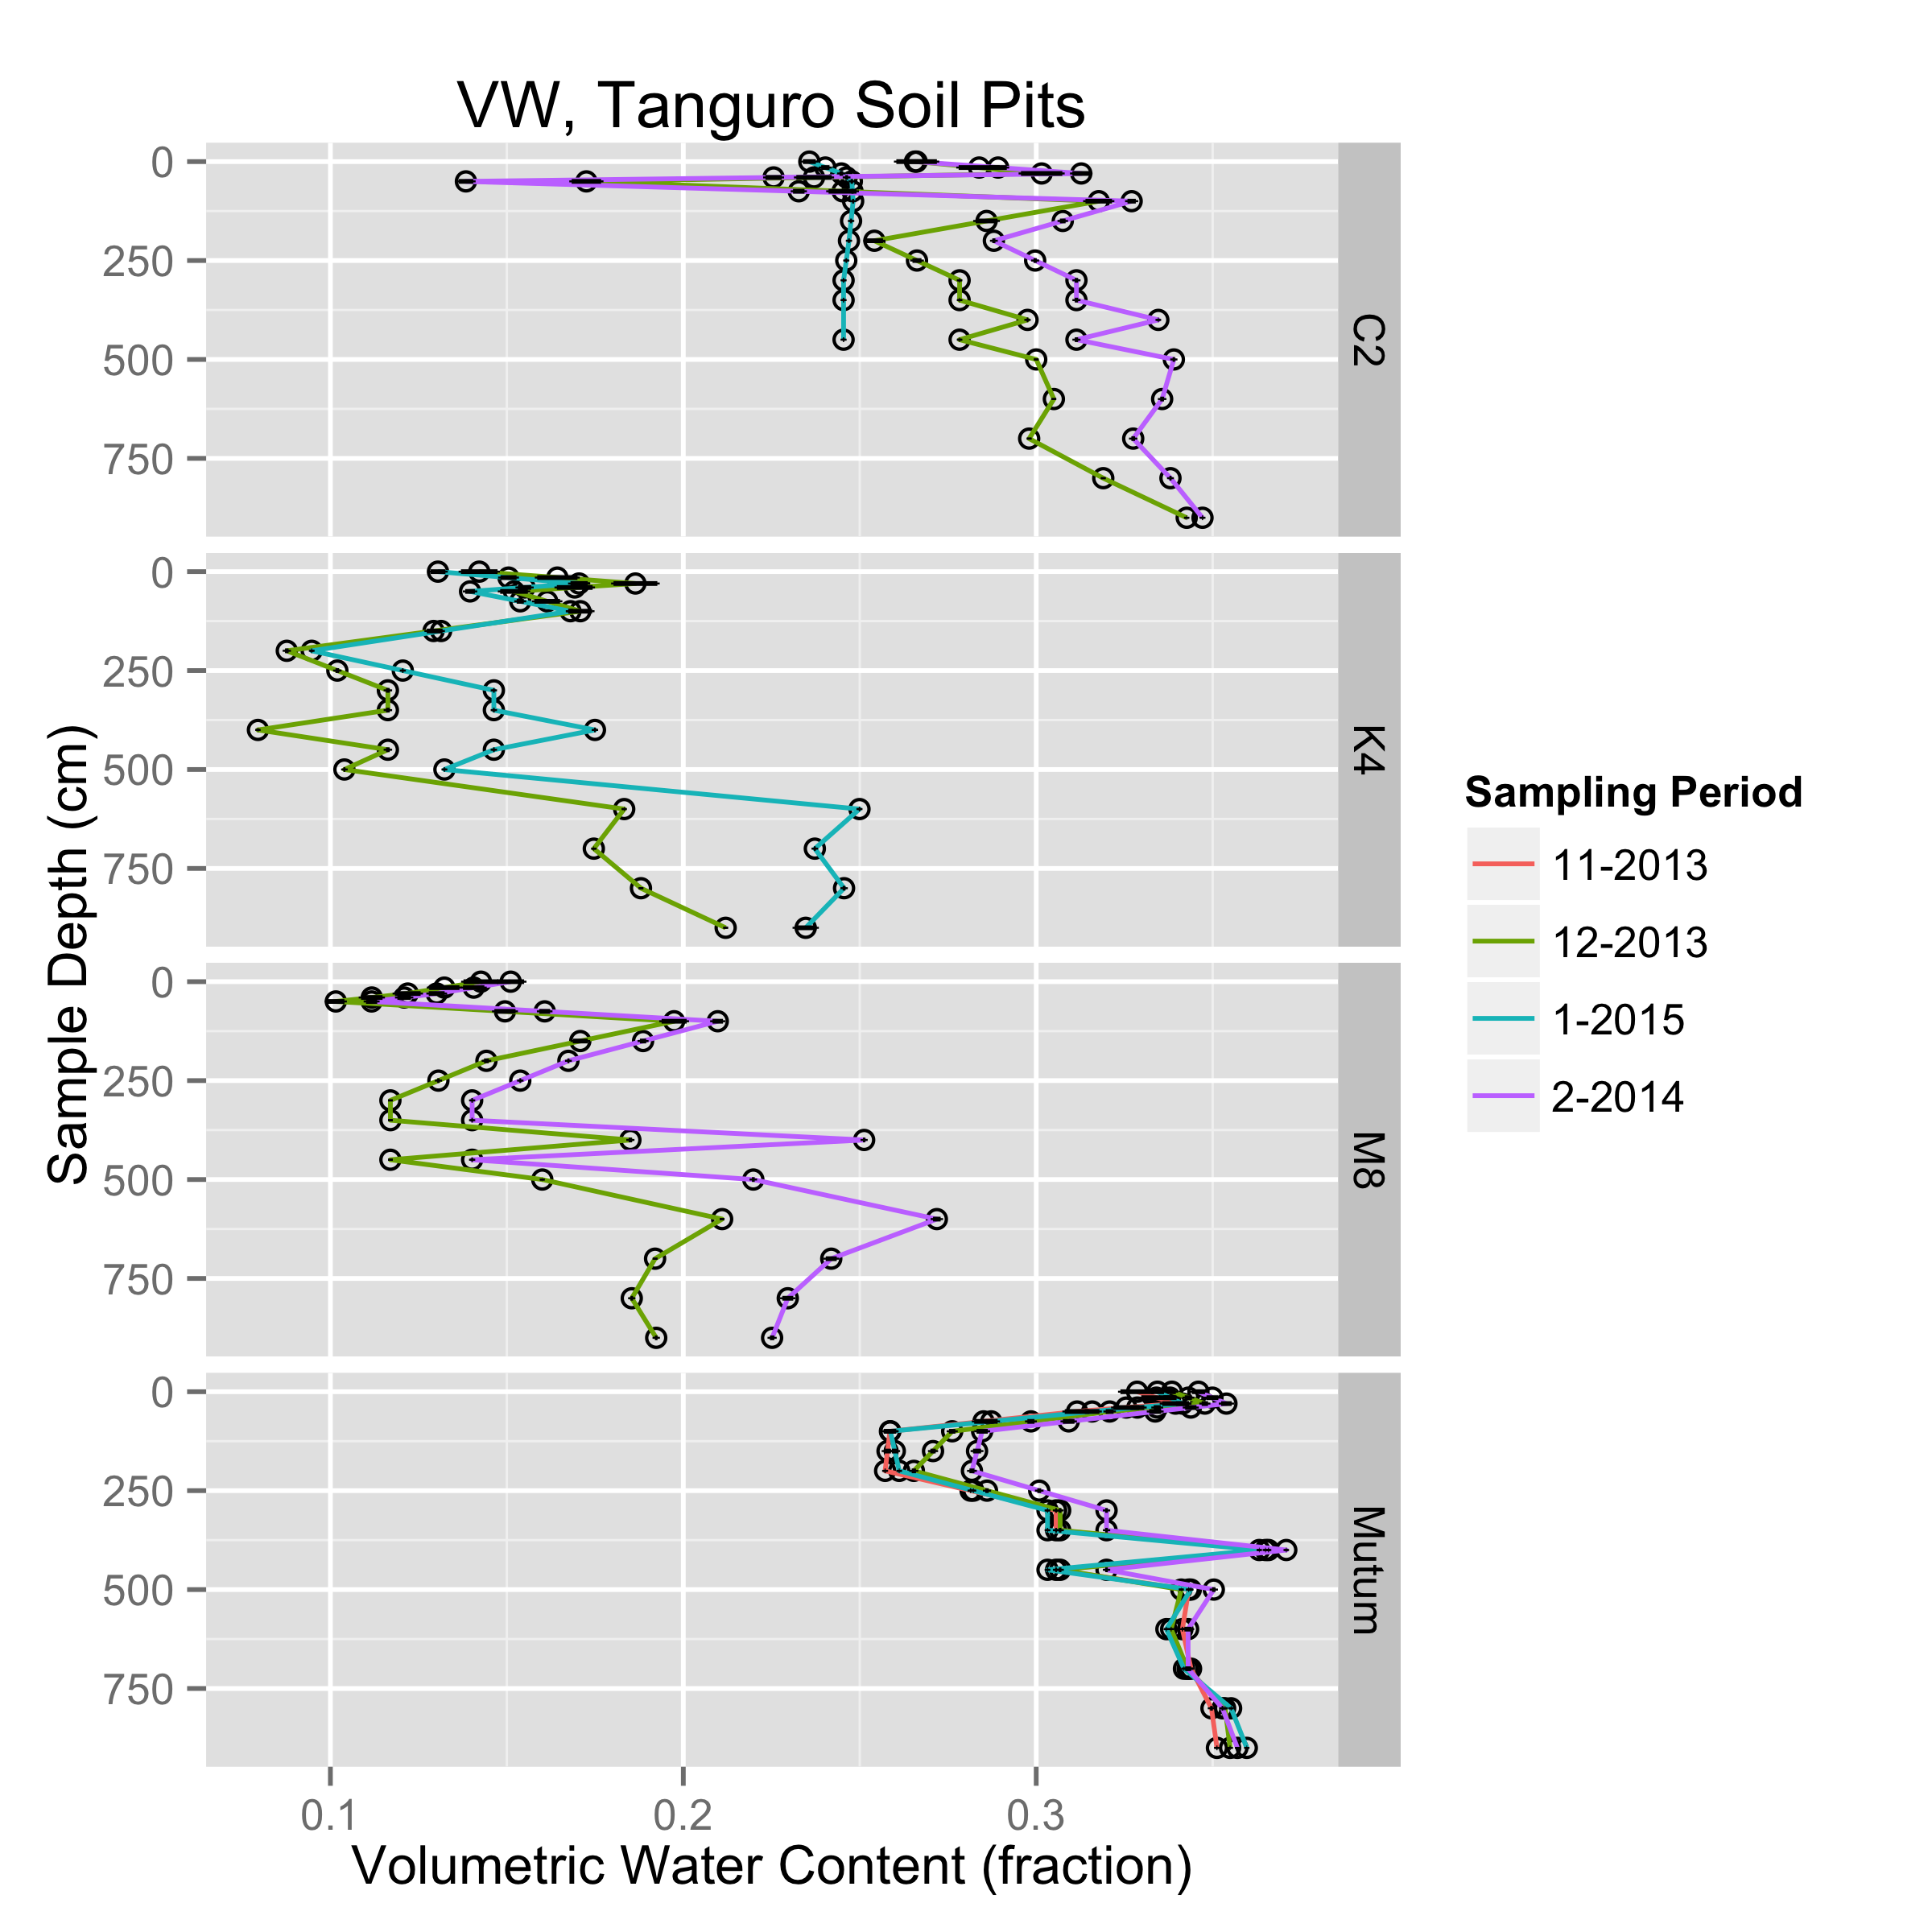 VW, Tanguro Soil Pits
Sample Depth (cm)
0
250
500
750
C2
0
250
500
750
K4
0
250
500
750
M8
0
250
500
750
Mutum
0.1
0.2
0.3
Volumetric Water Content (fraction)
Sampling Period
11-2013
12-2013
1-2015
2-2014